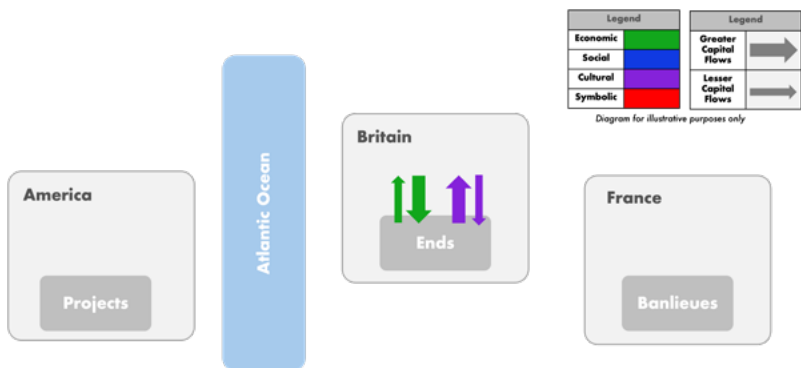 Legend
Economic
Social
Cultural
Symbolic
Legend
Greater
Capital
Flows
Lesser
Capital
Flows
Diagram for illustrative purposes only
America
Projects
Atlantic Ocean
Britain
Ends
France
Banlieues